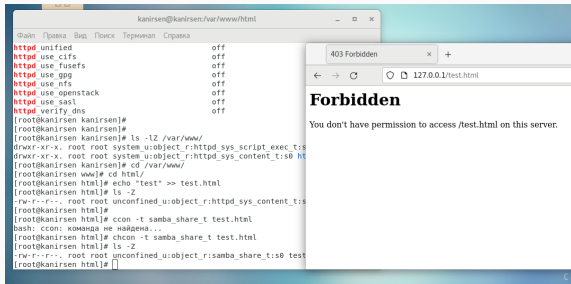 kanirsen@kanirsen:/var/www/html
Файл Правка Вид Поиск Терминал Справка
httpd_unified off
httpd_use_cifs off
httpd_use_fusefs off
httpd_use_gpg off
httpd_use_nfs off
httpd_use_openstack off
httpd_use_sasl off
httpd_verify_dns off
[root@kanirsen kanirsen]#
[root@kanirsen kanirsen]#
[root@kanirsen kanirsen]# ls -lZ /var/www/
drwxr-xr-x. root root system_u:object_r:httpd_sys_script_exec_t:s
drwxr-xr-x. root root system_u:object_r:httpd_sys_content_t:s0 ht
[root@kanirsen kanirsen]# cd /var/www/
[root@kanirsen www]# cd html/
[root@kanirsen html]# echo "test" >> test.html
[root@kanirsen html]# ls -Z
-rw-r--r--. root root unconfined_u:object_r:httpd_sys_content_t:s
[root@kanirsen html]#
[root@kanirsen html]# ccon -t samba_share_t test.html
bash: ccon: команда не найдена...
[root@kanirsen html]# chcon -t samba_share_t test.html
[root@kanirsen html]# ls -Z
-rw-r--r--. root root unconfined_u:object_r:samba_share_t:s0 test
[root@kanirsen html]#
403 Forbidden
127.0.0.1/test.html
Forbidden
You don't have permission to access /test.html on this server.
C